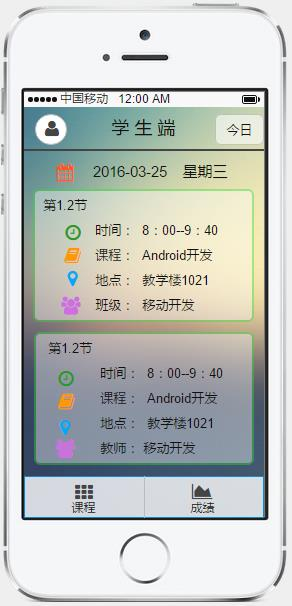 中国移动 12:00 AM
学生端 今日
2016-03-25 星期三
第1.2节
时间： 8：00--9：40
课程： Android开发
地点： 教学楼1021
班级： 移动开发
第1.2节
时间： 8：00--9：40
课程： Android开发
地点： 教学楼1021
教师： 移动开发
课程 成绩